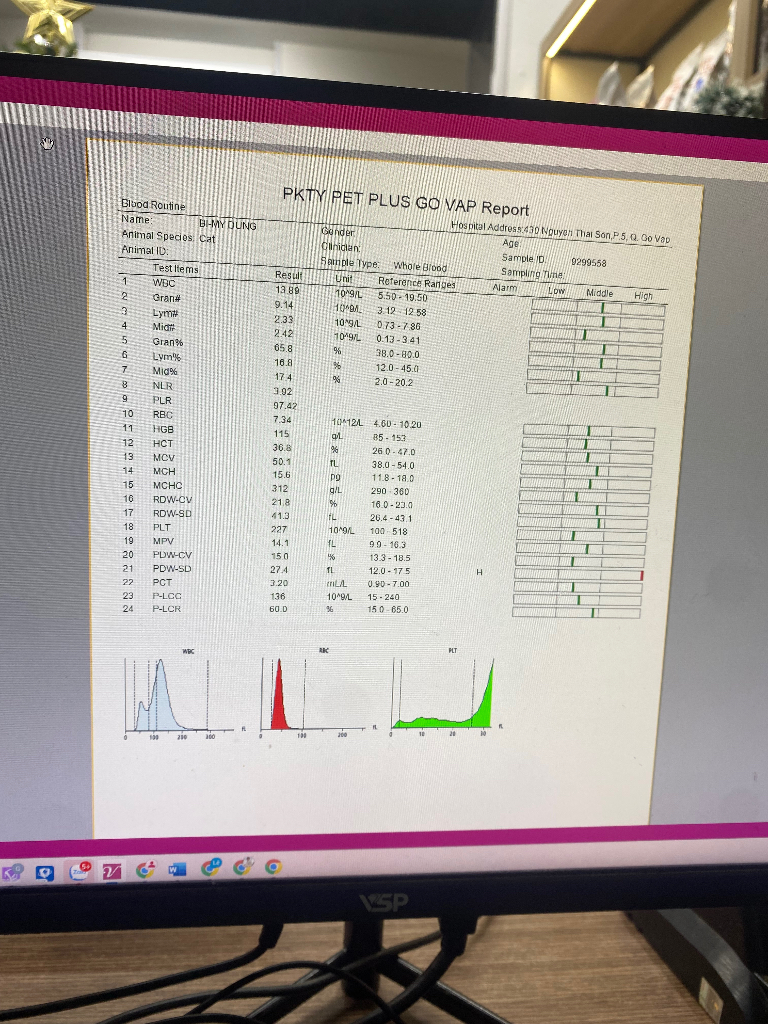 PKTY PET PLUS GO VAP Report
Blood Routine
Hospital Address:430 Nguyen Thai Son,P.5, Q. Go Vap
Name: BI-MY DUNG Gender Age
Animal Species: Cat Clinician: Sample ID: 9299558
Animal ID: Sample Type: Whole Blood Sampling Time:
Test Items Result Unit Reference Ranges Alarm Low Middle High
1 WBC 13.89 10^9/L 5.50 - 19.50
2 Gran# 9.14 10^9/L 3.12 - 12.58
3 Lym# 2.33 10^9/L 0.73 - 7.86
4 Mid# 2.42 10^9/L 0.13 - 3.41
5 Gran% 65.8 % 38.0 - 80.0
6 Lym% 16.8 % 12.0 - 45.0
7 Mid% 17.4 % 2.0 - 20.2
8 NLR 3.92
9 PLR 97.42
10 RBC 7.34 10^12/L 4.60 - 10.20
11 HGB 115 g/L 85 - 153
12 HCT 36.8 % 26.0 - 47.0
13 MCV 50.1 fL 38.0 - 54.0
14 MCH 15.6 pg 11.8 - 18.0
15 MCHC 312 g/L 290 - 360
16 RDW-CV 21.8 % 16.0 - 23.0
17 RDW-SD 41.3 fL 26.4 - 43.1
18 PLT 227 10^9/L 100 - 518
19 MPV 14.1 fL 9.9 - 16.3
20 PDW-CV 15.0 % 13.3 - 18.5
21 PDW-SD 27.4 fL 12.0 - 17.5 H
22 PCT 3.20 mL/L 0.90 - 7.00
23 P-LCC 136 10^9/L 15 - 240
24 P-LCR 60.0 % 15.0 - 65.0
WBC RBC PLT
0 100 200 300 fL 0 100 200 fL 0 10 20 30 fL
VSP